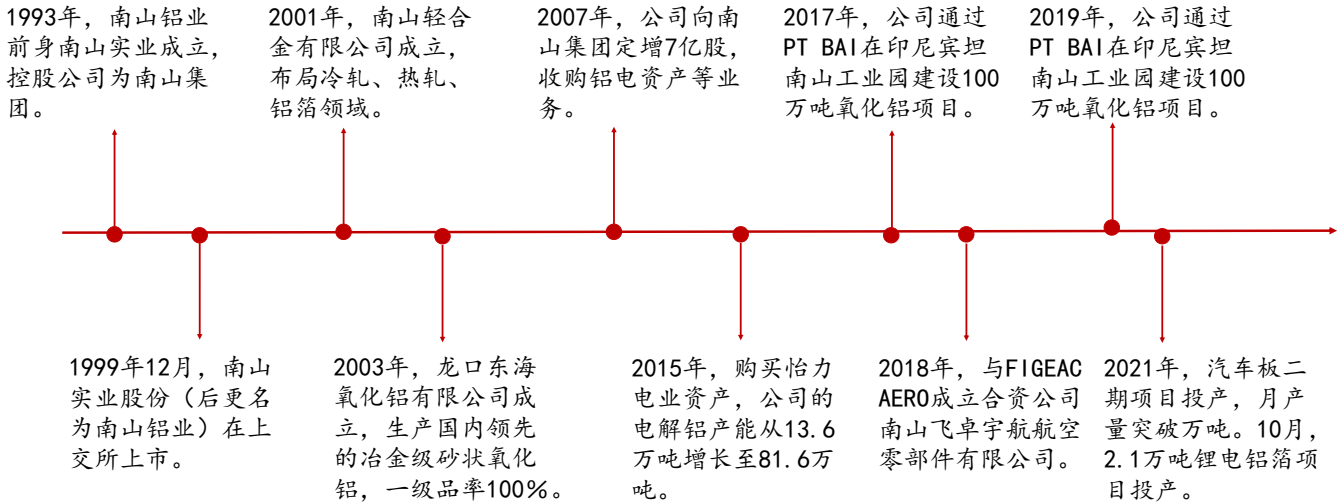 1993年，南山铝业
前身南山实业成立，
控股公司为南山集
团。
2001年，南山轻合
金有限公司成立，
布局冷轧、热轧、
铝箔领域。
2007年，公司向南
山集团定增7亿股，
收购铝电资产等业
务。
2017年，公司通过
PT BAI在印尼宾坦
南山工业园建设100
万吨氧化铝项目。
2019年，公司通过
PT BAI在印尼宾坦
南山工业园建设100
万吨氧化铝项目。
1999年12月，南山
实业股份（后更名
为南山铝业）在上
交所上市。
2003年，龙口东海
氧化铝有限公司成
立，生产国内领先
的冶金级砂状氧化
铝，一级品率100%。
2015年，购买怡力
电业资产，公司的
电解铝产能从13.6
万吨增长至81.6万
吨。
2018年，与FIGEAC
AERO成立合资公司
南山飞卓宇航航空
零部件有限公司。
2021年，汽车板二
期项目投产，月产
量突破万吨。10月，
2.1万吨锂电铝箔项
目投产。